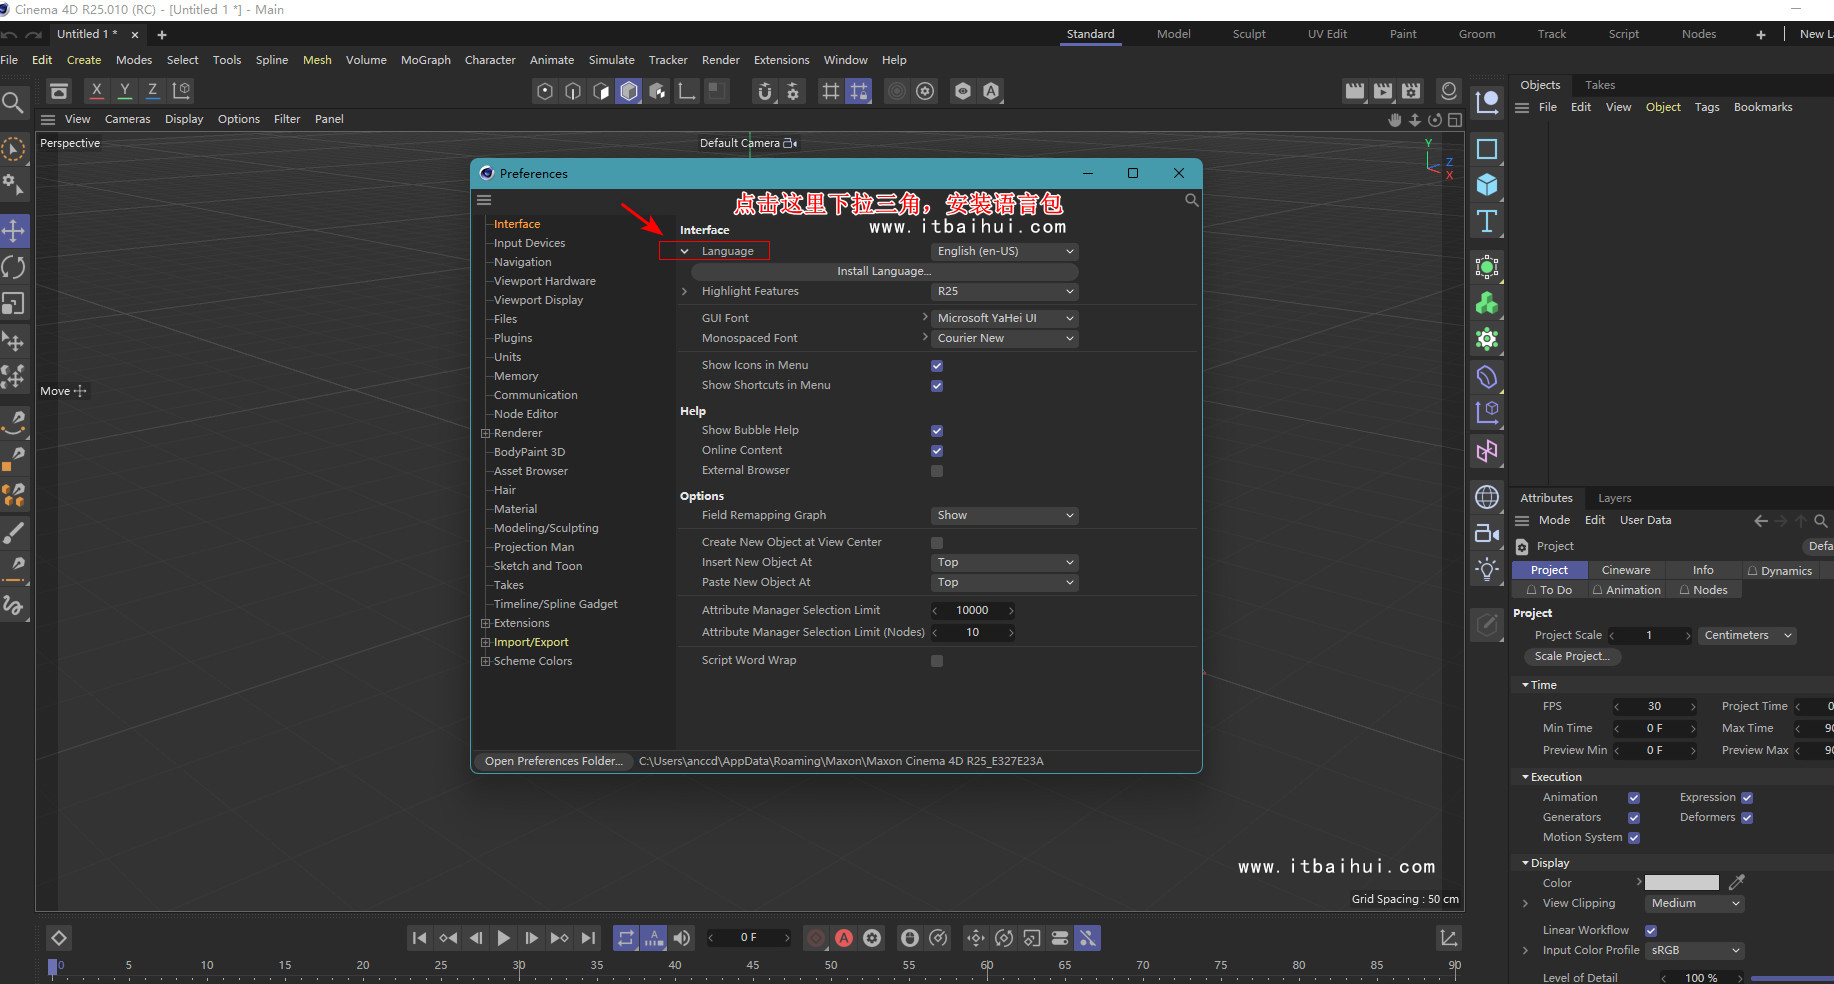 Cinema 4D R25.010 (RC) - [Untitled 1 *] - Main
Untitled 1 *
Standard Model Sculpt UV Edit Paint Groom Track Script Nodes New L
File Edit Create Modes Select Tools Spline Mesh Volume MoGraph Character Animate Simulate Tracker Render Extensions Window Help
X Y Z
View Cameras Display Options Filter Panel
Perspective
Default Camera
Y
Z
X
Move
Preferences
点击这里下拉三角，安装语言包
www.itbaihui.com
Interface
Input Devices
Navigation
Viewport Hardware
Viewport Display
Files
Plugins
Units
Memory
Communication
Node Editor
Renderer
BodyPaint 3D
Asset Browser
Hair
Material
Modeling/Sculpting
Projection Man
Sketch and Toon
Takes
Timeline/Spline Gadget
Extensions
Import/Export
Scheme Colors
Interface
Language English (en-US)
Install Language...
Highlight Features R25
GUI Font Microsoft YaHei UI
Monospaced Font Courier New
Show Icons in Menu
Show Shortcuts in Menu
Help
Show Bubble Help
Online Content
External Browser
Options
Field Remapping Graph Show
Create New Object at View Center
Insert New Object At Top
Paste New Object At Top
Attribute Manager Selection Limit 10000
Attribute Manager Selection Limit (Nodes) 10
Script Word Wrap
Open Preferences Folder... C:\Users\anccd\AppData\Roaming\Maxon\Maxon Cinema 4D R25_E327E23A
www.itbaihui.com
Grid Spacing : 50 cm
Objects Takes
File Edit View Object Tags Bookmarks
Attributes Layers
Mode Edit User Data
Project Defa
Project Cineware Info Dynamics
To Do Animation Nodes
Project
Project Scale 1 Centimeters
Scale Project...
Time
FPS 30 Project Time 0
Min Time 0 F Max Time 90
Preview Min 0 F Preview Max 90
Execution
Animation Expression
Generators Deformers
Motion System
Display
Color
View Clipping Medium
Linear Workflow
Input Color Profile sRGB
Level of Detail 100 %
0 F
0 5 10 15 20 25 30 35 40 45 50 55 60 65 70 75 80 85 90